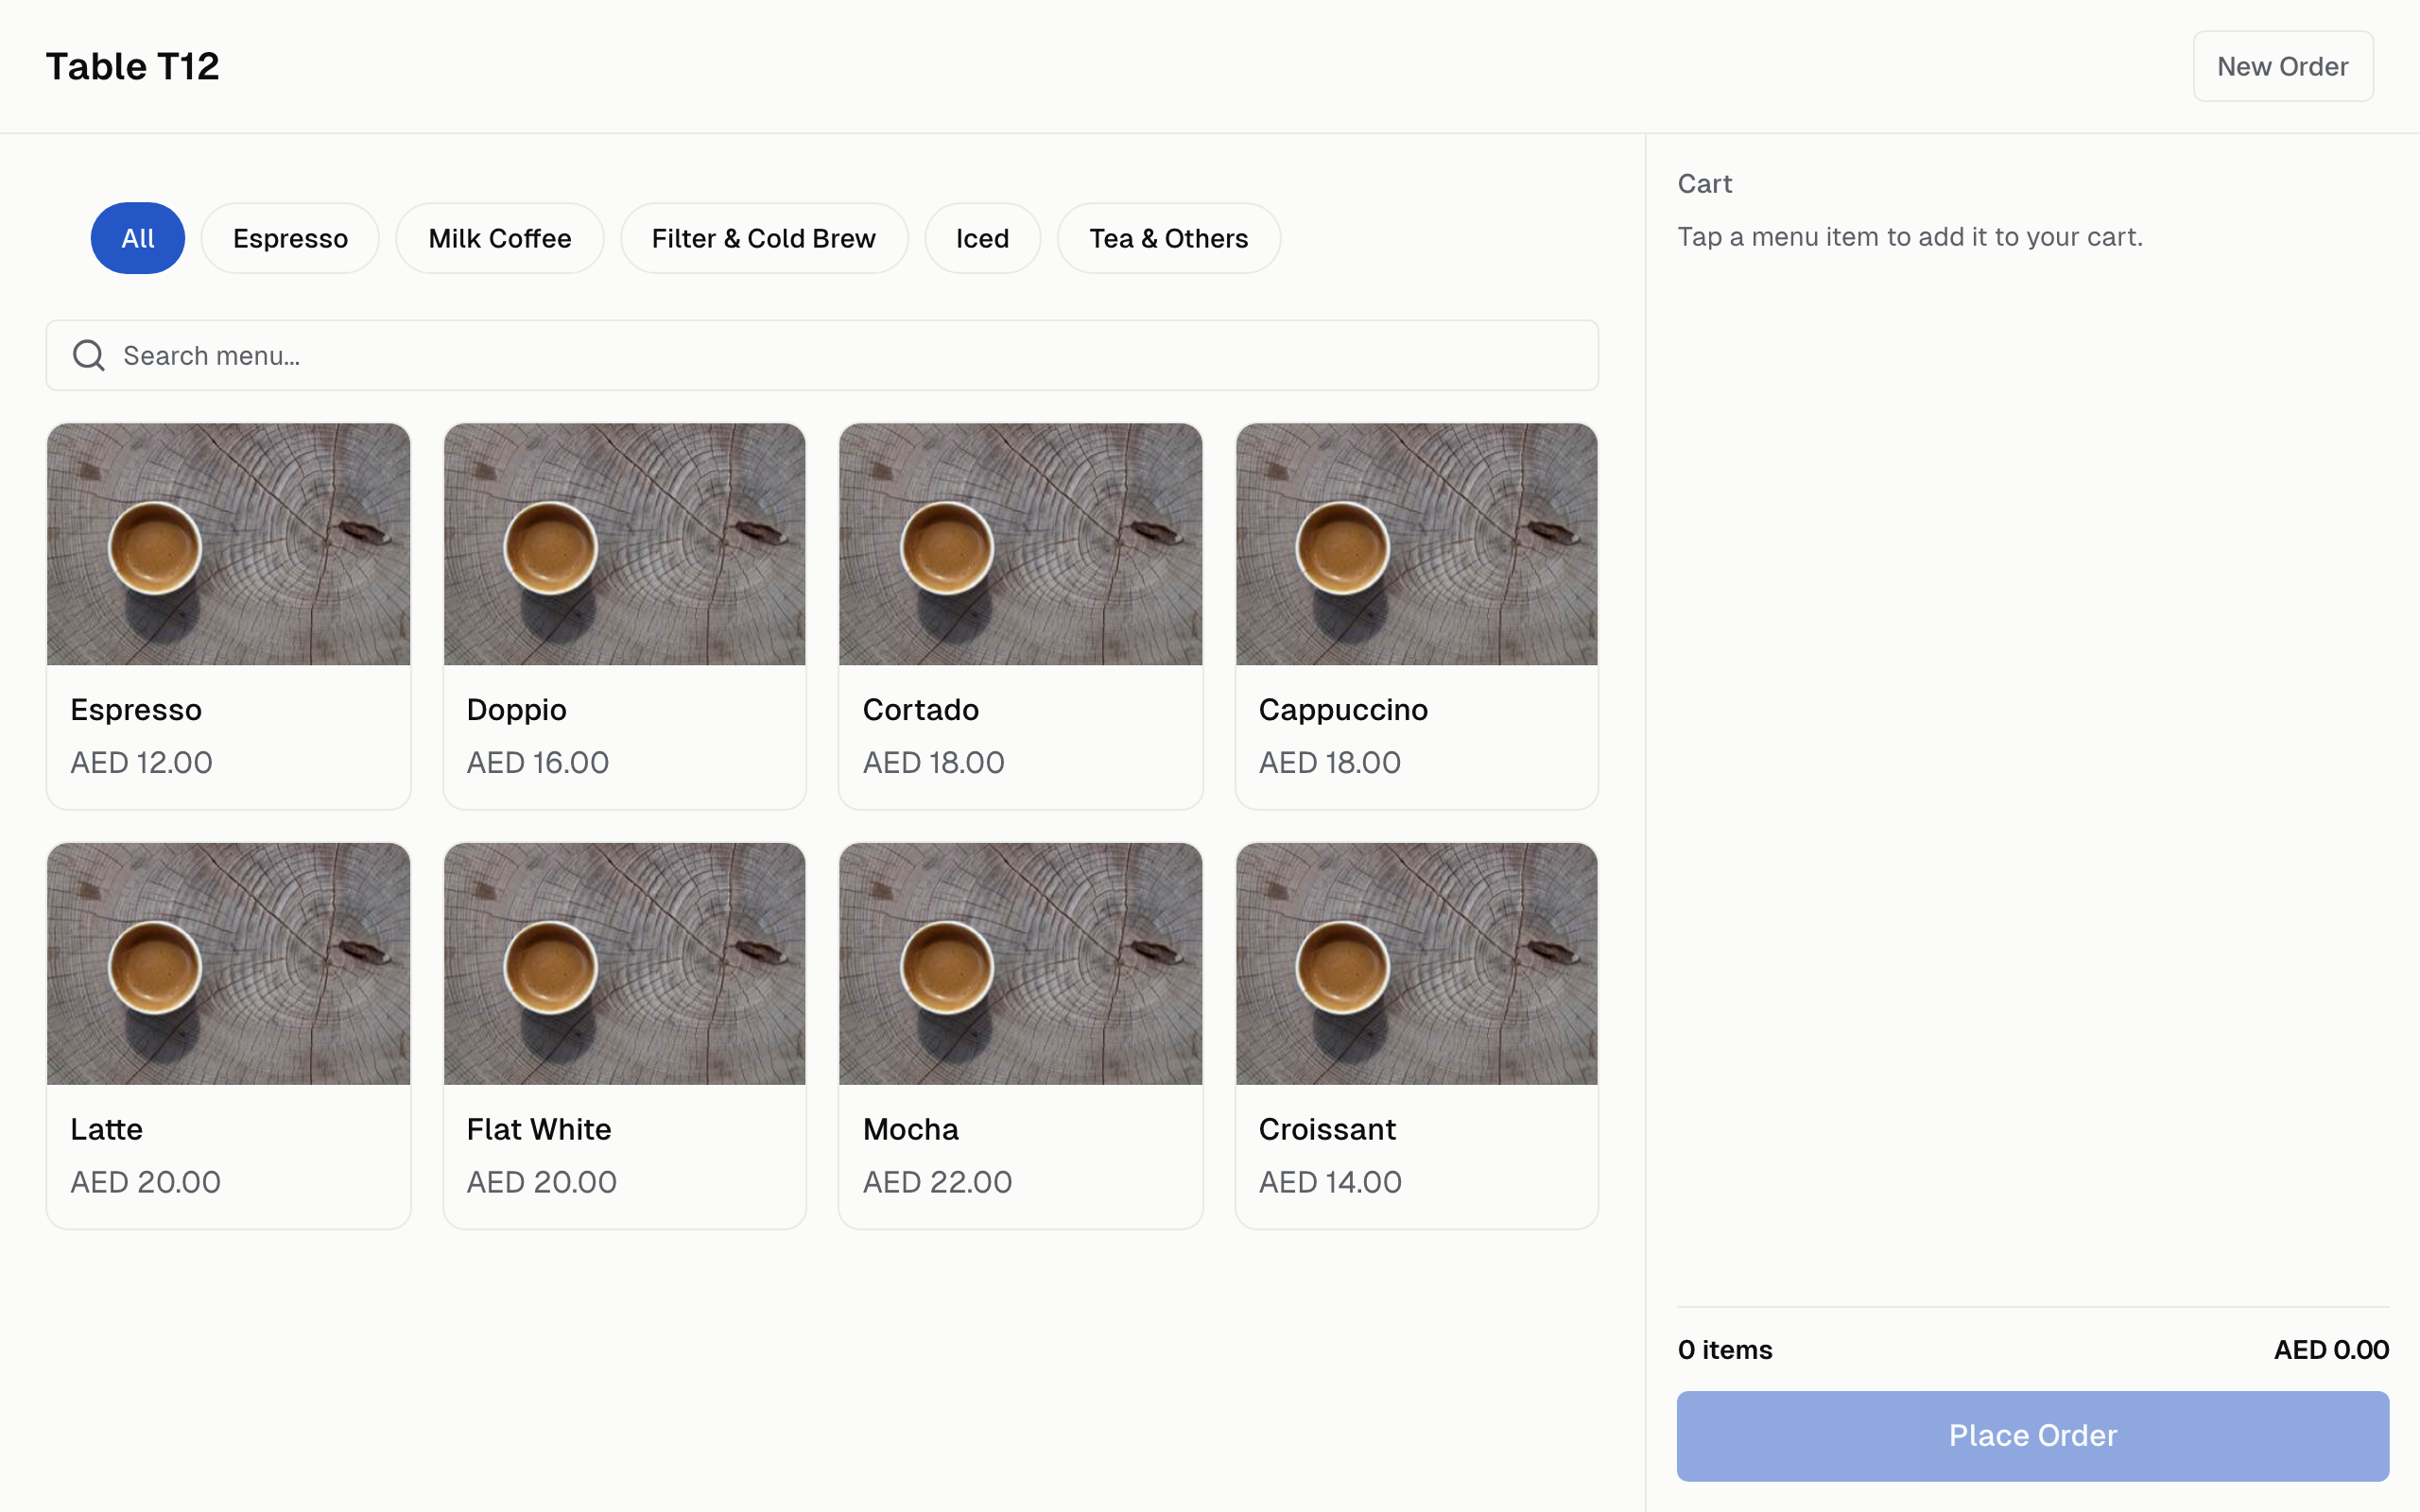 Table T12
New Order
All
Espresso
Milk Coffee
Filter & Cold Brew
Iced
Tea & Others
Search menu...
Espresso
AED 12.00
Doppio
AED 16.00
Cortado
AED 18.00
Cappuccino
AED 18.00
Latte
AED 20.00
Flat White
AED 20.00
Mocha
AED 22.00
Croissant
AED 14.00
Cart
Tap a menu item to add it to your cart.
0 items
AED 0.00
Place Order